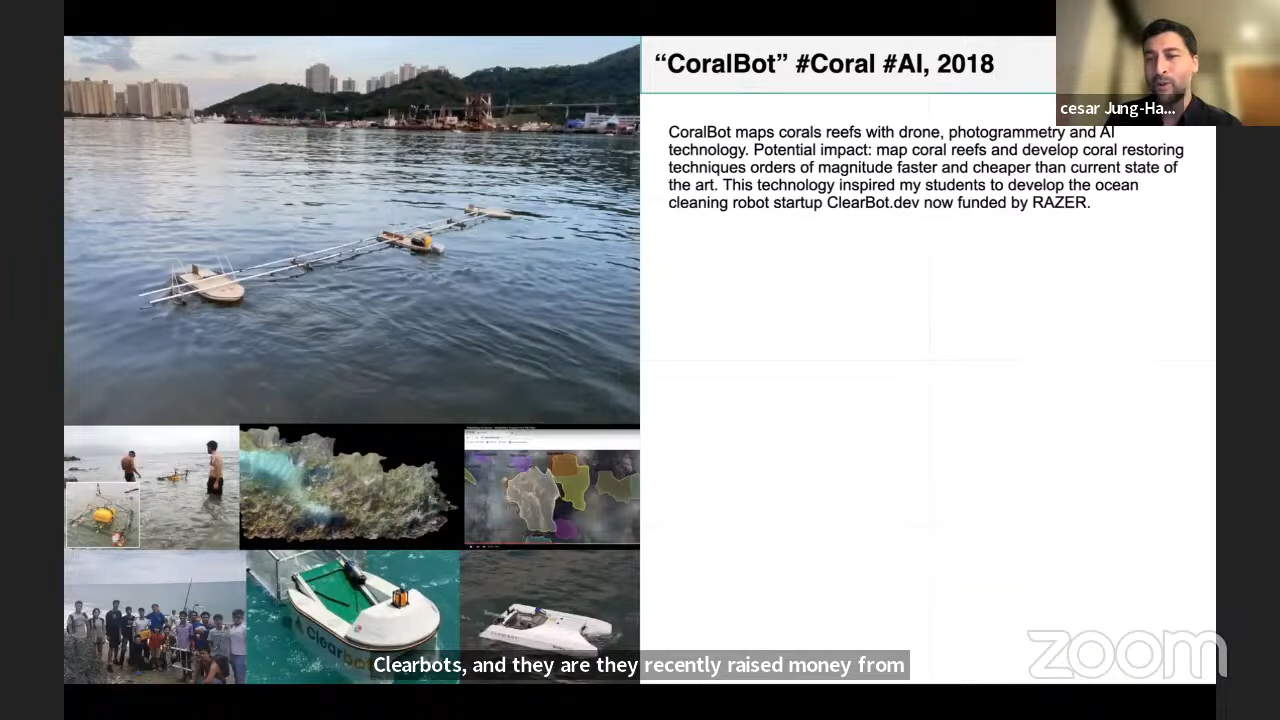 “CoralBot” #Coral #AI, 2018
cesar Jung-Ha...
CoralBot maps corals reefs with drone, photogrammetry and AI
technology. Potential impact: map coral reefs and develop coral restoring
techniques orders of magnitude faster and cheaper than current state of
the art. This technology inspired my students to develop the ocean
cleaning robot startup ClearBot.dev now funded by RAZER.
Clearbot
zoom
Clearbots, and they are they recently raised money from